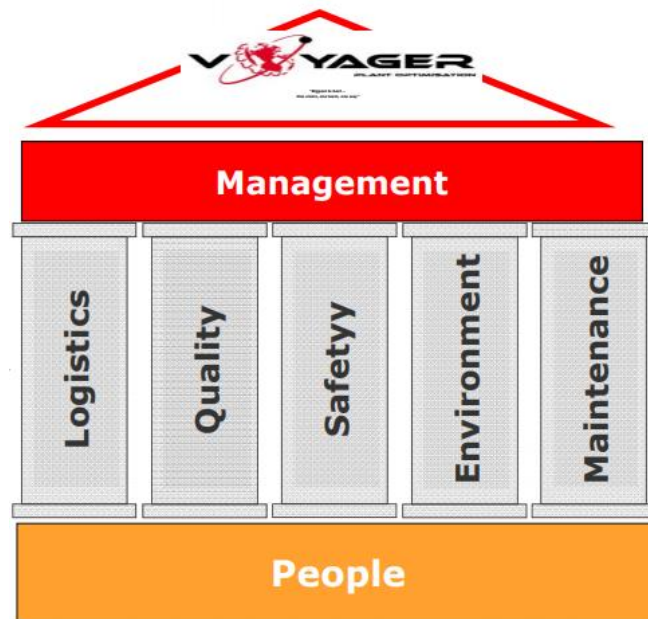 VOYAGER
PLANT OPTIMISATION
Management
Logistics
Quality
Safetyy
Environment
Maintenance
People